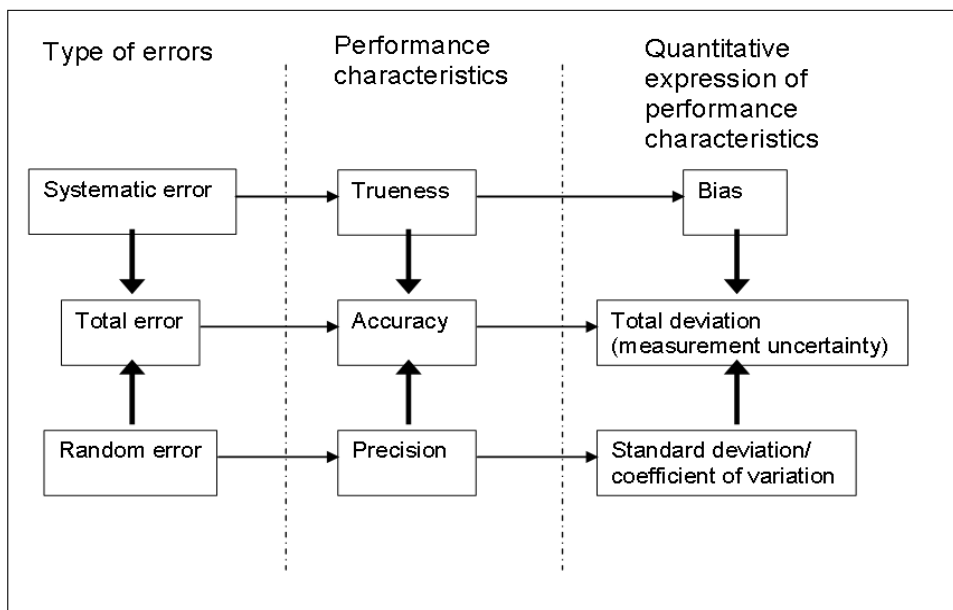 Type of errors
Performance
characteristics
Quantitative
expression of
performance
characteristics
Systematic error
Trueness
Bias
Total error
Accuracy
Total deviation
(measurement uncertainty)
Random error
Precision
Standard deviation/
coefficient of variation